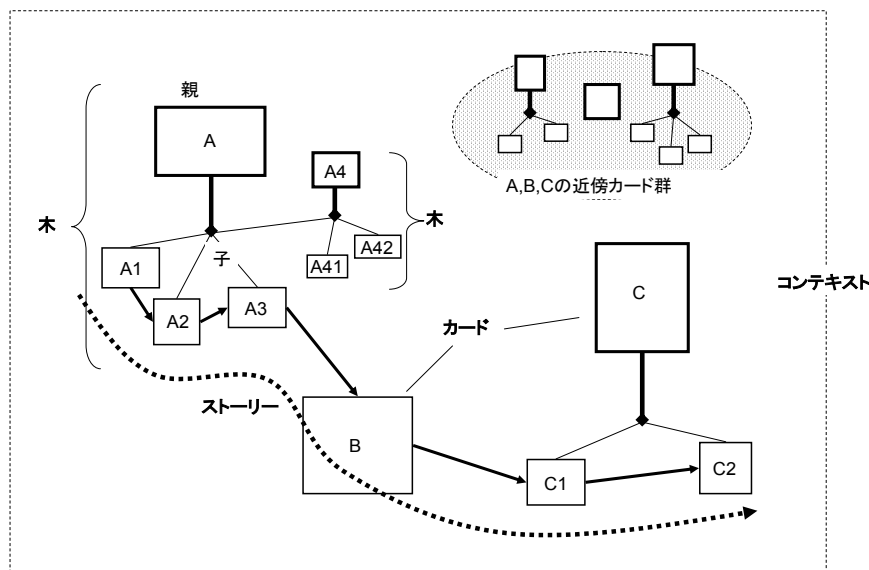 親
A
A4
A,B,Cの近傍カード群
木
木
A42
A41
子
A1
A2
A3
コンテキスト
C
カード
ストーリー
B
C1
C2